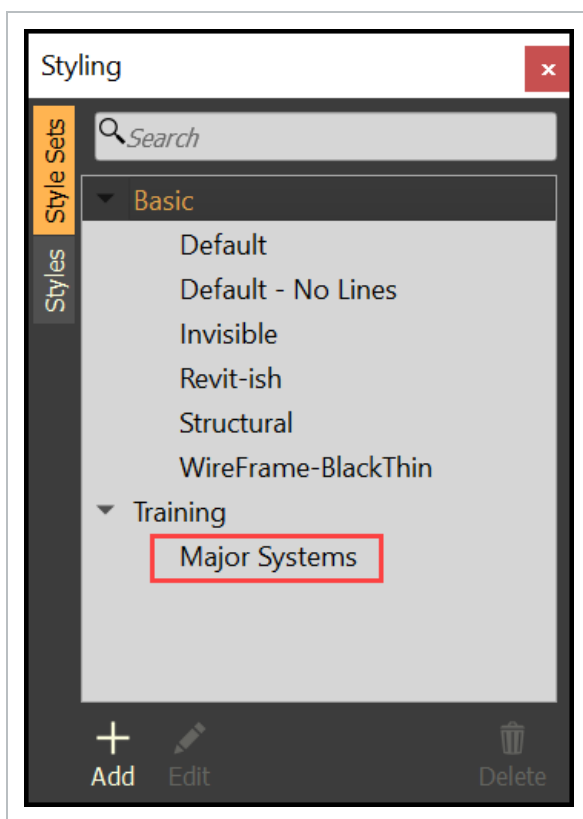 Styling
x
Style Sets
Styles
Search
Basic
Default
Default - No Lines
Invisible
Revit-ish
Structural
WireFrame-BlackThin
Training
Major Systems
Add
Edit
Delete